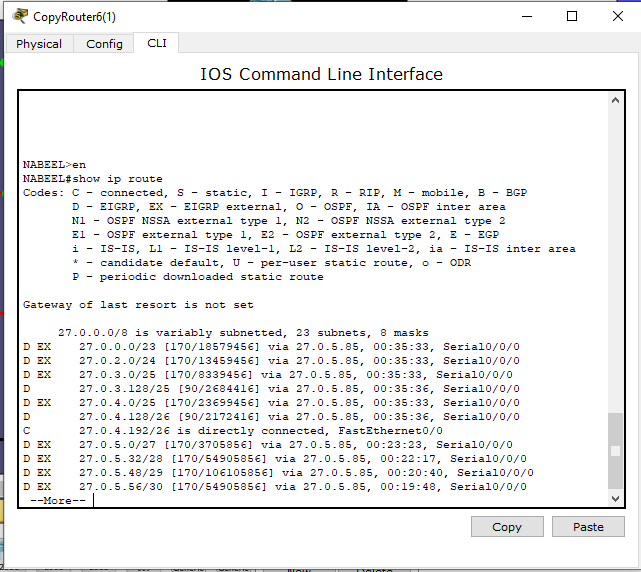 CopyRouter6(1)
Physical Config CLI
IOS Command Line Interface
NABEEL>en
NABEEL#show ip route
Codes: C - connected, S - static, I - IGRP, R - RIP, M - mobile, B - BGP
D - EIGRP, EX - EIGRP external, O - OSPF, IA - OSPF inter area
N1 - OSPF NSSA external type 1, N2 - OSPF NSSA external type 2
E1 - OSPF external type 1, E2 - OSPF external type 2, E - EGP
i - IS-IS, L1 - IS-IS level-1, L2 - IS-IS level-2, ia - IS-IS inter area
* - candidate default, U - per-user static route, o - ODR
P - periodic downloaded static route
Gateway of last resort is not set
27.0.0.0/8 is variably subnetted, 23 subnets, 8 masks
D EX 27.0.0.0/23 [170/18579456] via 27.0.5.85, 00:35:33, Serial0/0/0
D EX 27.0.2.0/24 [170/13459456] via 27.0.5.85, 00:35:33, Serial0/0/0
D EX 27.0.3.0/25 [170/8339456] via 27.0.5.85, 00:35:33, Serial0/0/0
D 27.0.3.128/25 [90/2684416] via 27.0.5.85, 00:35:36, Serial0/0/0
D EX 27.0.4.0/25 [170/23699456] via 27.0.5.85, 00:35:33, Serial0/0/0
D 27.0.4.128/26 [90/2172416] via 27.0.5.85, 00:35:36, Serial0/0/0
C 27.0.4.192/26 is directly connected, FastEthernet0/0
D EX 27.0.5.0/27 [170/3705856] via 27.0.5.85, 00:23:23, Serial0/0/0
D EX 27.0.5.32/28 [170/54905856] via 27.0.5.85, 00:22:17, Serial0/0/0
D EX 27.0.5.48/29 [170/106105856] via 27.0.5.85, 00:20:40, Serial0/0/0
D EX 27.0.5.56/30 [170/54905856] via 27.0.5.85, 00:19:48, Serial0/0/0
--More--
Copy Paste